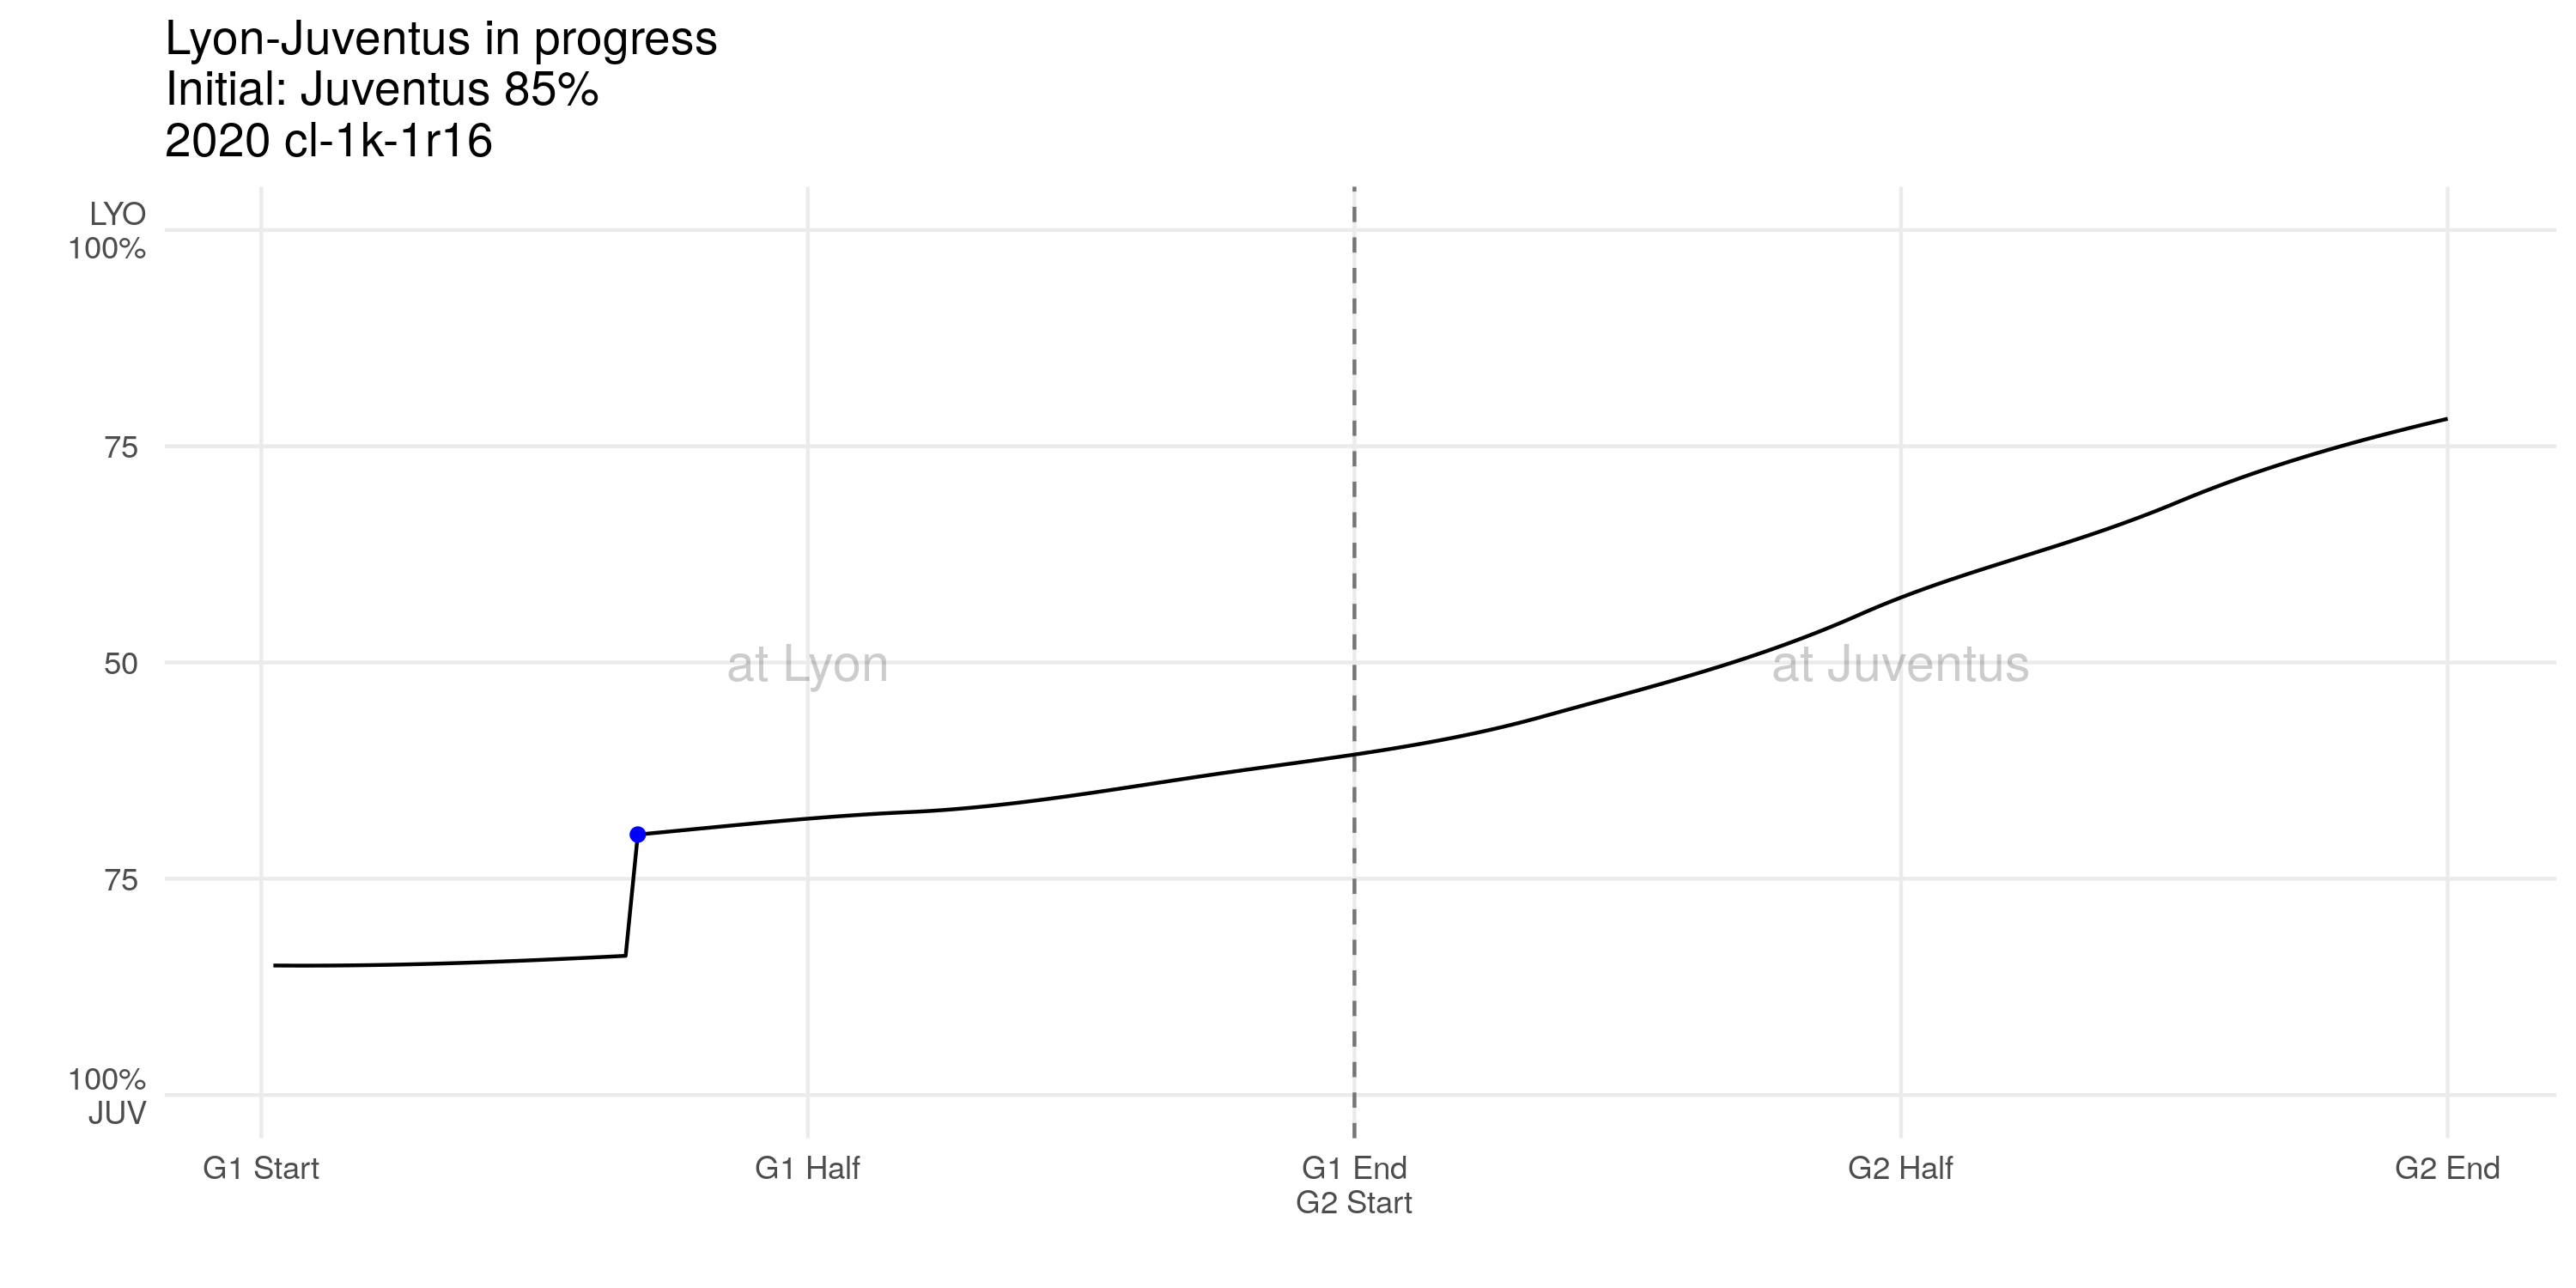 Lyon-Juventus in progress
Initial: Juventus 85%
2020 cl-1k-1r16
LYO
100%
75
50
75
100%
JUV
at Lyon
at Juventus
G1 Start
G1 Half
G1 End
G2 Start
G2 Half
G2 End